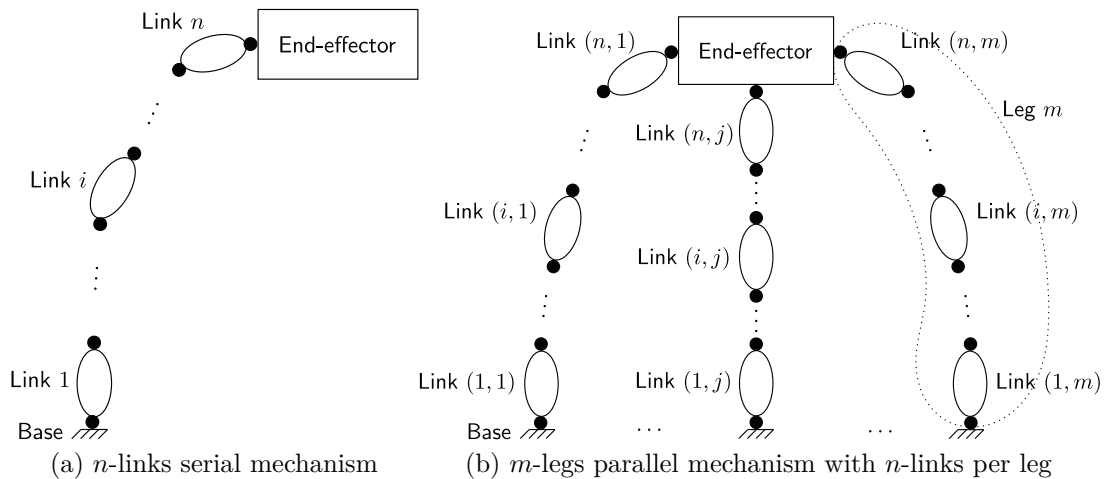 Link n
End-effector
Link i
Link 1
Base
(a) n-links serial mechanism
Link (n, 1)
End-effector
Link (n, m)
Leg m
Link (n, j)
Link (i, 1)
Link (i, j)
Link (i, m)
Link (1, 1)
Link (1, j)
Link (1, m)
Base
(b) m-legs parallel mechanism with n-links per leg